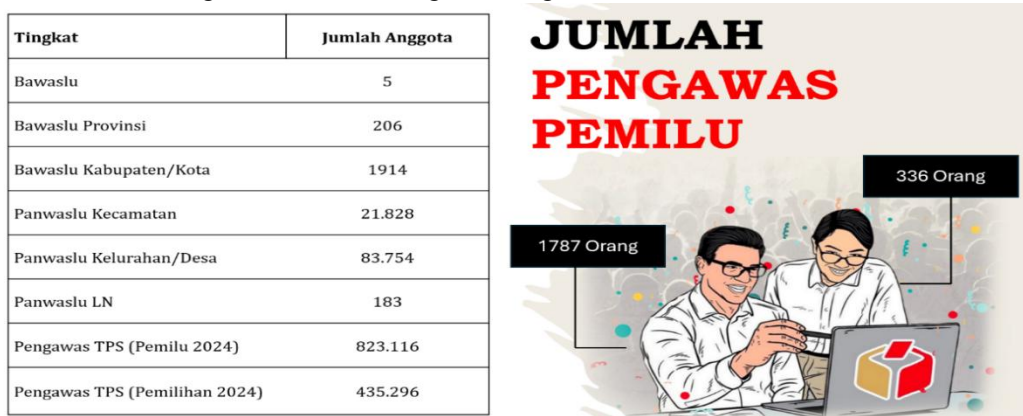 Tingkat Jumlah Anggota
Bawaslu 5
Bawaslu Provinsi 206
Bawaslu Kabupaten/Kota 1914
Panwaslu Kecamatan 21.828
Panwaslu Kelurahan/Desa 83.754
Panwaslu LN 183
Pengawas TPS (Pemilu 2024) 823.116
Pengawas TPS (Pemilihan 2024) 435.296
JUMLAH
PENGAWAS
PEMILU
336 Orang
1787 Orang